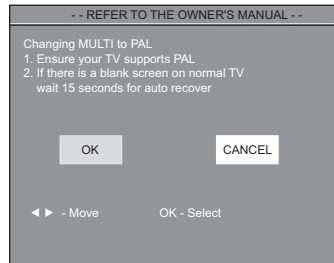 - - REFER TO THE OWNER'S MANUAL - -
Changing MULTI to PAL
1. Ensure your TV supports PAL
2. If there is a blank screen on normal TV
wait 15 seconds for auto recover
OK CANCEL
◄ ► - Move OK - Select